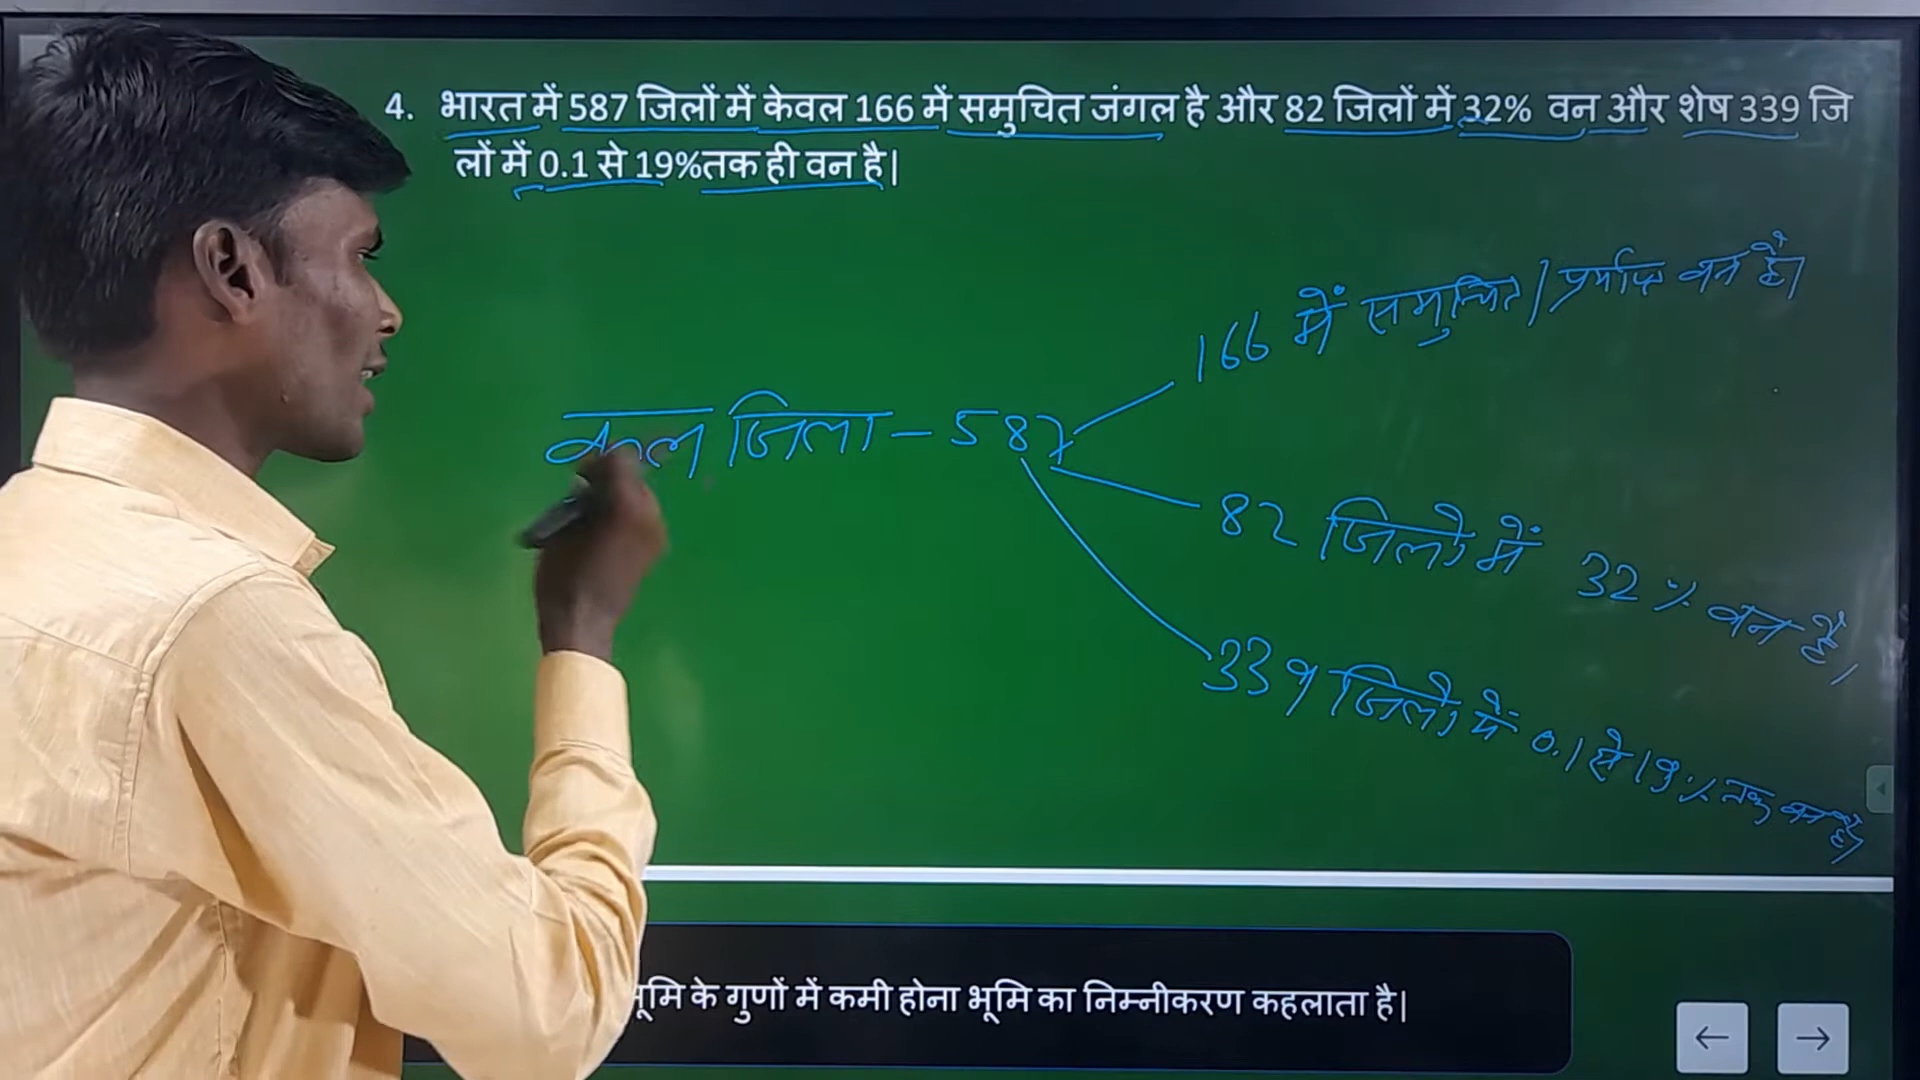 4. भारत में 587 जिलों में केवल 166 में समुचित जंगल है और 82 जिलों में 32% वन और शेष 339 जि
लों में 0.1 से 19%तक ही वन है|
166 में समुचित / पर्याप्त वन है।
कुल जिला - 587
82 जिलों में 32% वन है।
339 जिलों में 0.1 से 19% तक वन है।
भूमि के गुणों में कमी होना भूमि का निम्नीकरण कहलाता है|